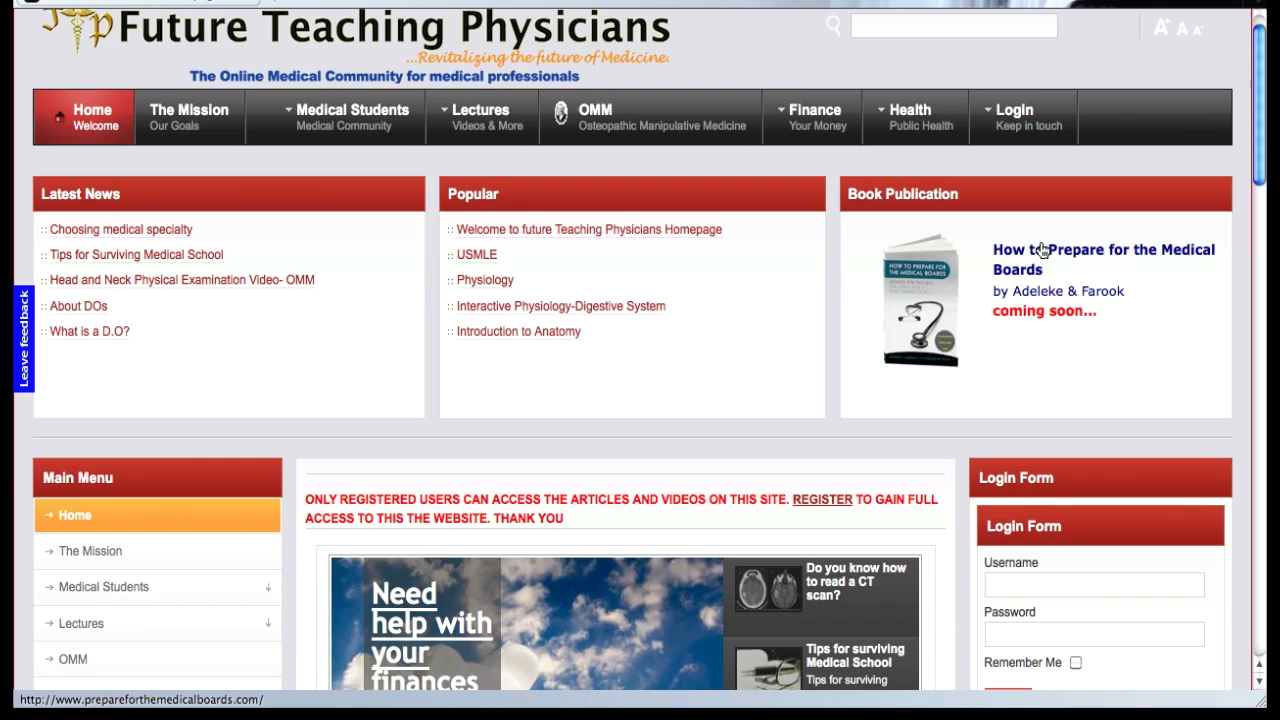 Future Teaching Physicians
...Revitalizing the future of Medicine.
The Online Medical Community for medical professionals
A+ A A-
Home
Welcome
The Mission
Our Goals
Medical Students
Medical Community
Lectures
Videos & More
OMM
Osteopathic Manipulative Medicine
Finance
Your Money
Health
Public Health
Login
Keep in touch
Latest News
:: Choosing medical specialty
:: Tips for Surviving Medical School
:: Head and Neck Physical Examination Video- OMM
:: About DOs
:: What is a D.O?
Popular
:: Welcome to future Teaching Physicians Homepage
:: USMLE
:: Physiology
:: Interactive Physiology-Digestive System
:: Introduction to Anatomy
Book Publication
HOW TO PREPARE FOR THE
MEDICAL BOARDS
How to Prepare for the Medical
Boards
by Adeleke & Farook
coming soon...
Leave feedback
Main Menu
Home
The Mission
Medical Students
Lectures
OMM
ONLY REGISTERED USERS CAN ACCESS THE ARTICLES AND VIDEOS ON THIS SITE. REGISTER TO GAIN FULL
ACCESS TO THIS THE WEBSITE. THANK YOU
Need
help with
your
finances
Do you know how
to read a CT
scan?
Tips for surviving
Medical School
Tips for surviving
Login Form
Login Form
Username
Password
Remember Me
http://www.prepareforthemedicalboards.com/